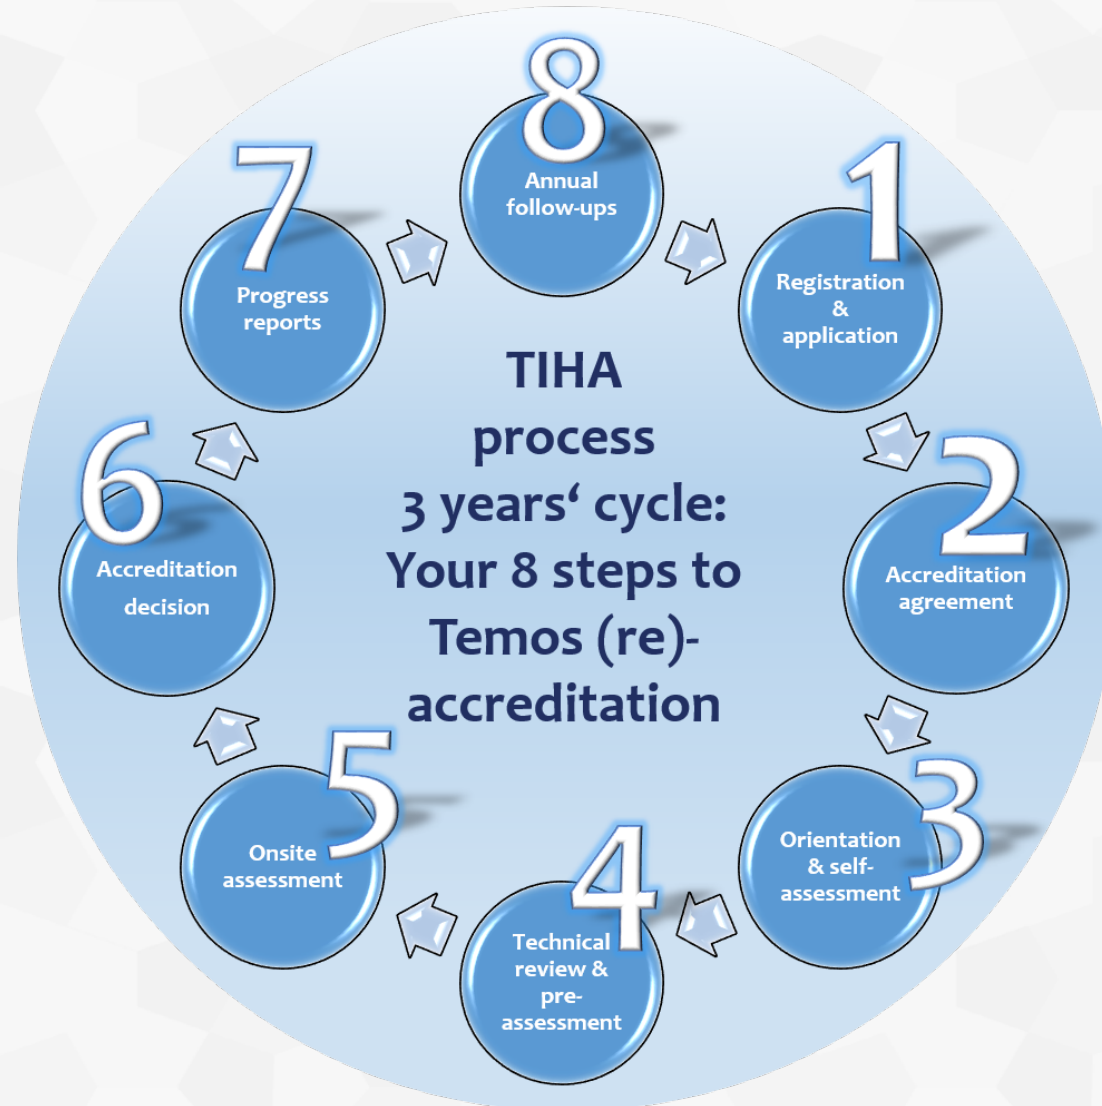 TIHA
process
3 years‘ cycle:
Your 8 steps to
Temos (re)-
accreditation
1
Registration
&
application
2
Accreditation
agreement
3
Orientation
& self-
assessment
4
Technical
review &
pre-
assessment
5
Onsite
assessment
6
Accreditation
decision
7
Progress
reports
8
Annual
follow-ups